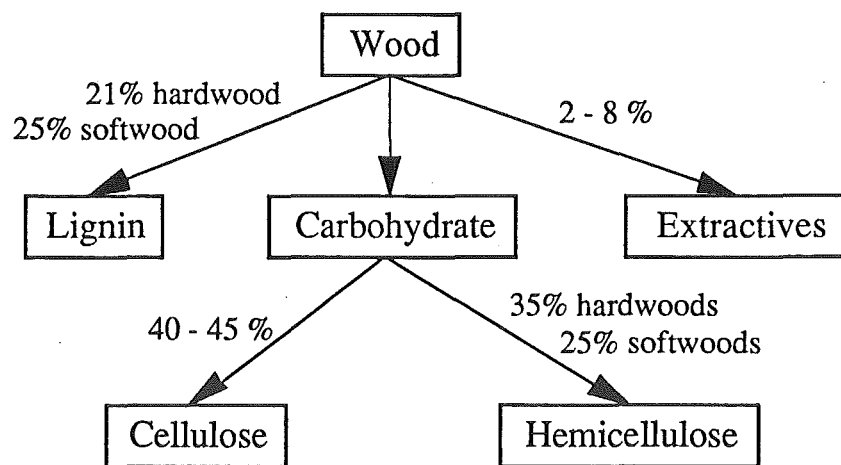 Wood
21% hardwood
25% softwood
2 - 8 %
Lignin
Carbohydrate
Extractives
40 - 45 %
35% hardwoods
25% softwoods
Cellulose
Hemicellulose